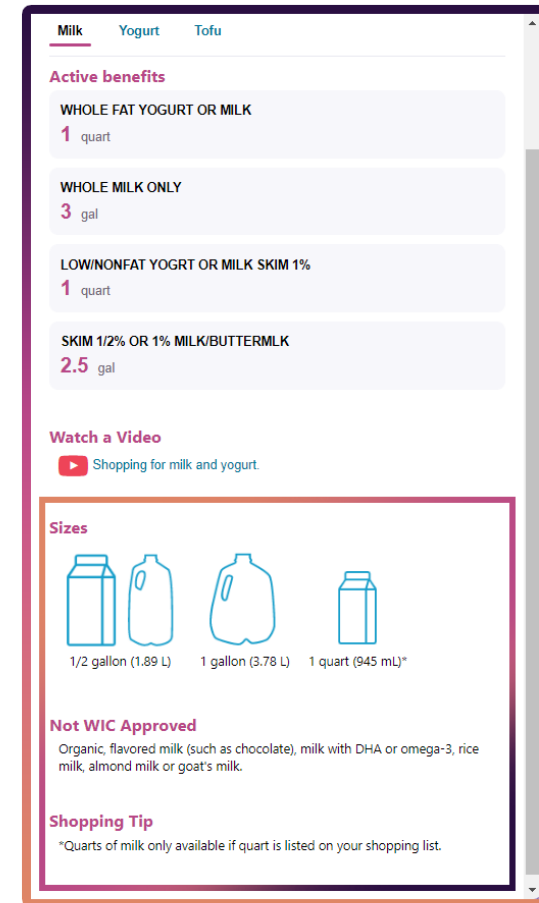 Milk Yogurt Tofu
Active benefits
WHOLE FAT YOGURT OR MILK
1 quart
WHOLE MILK ONLY
3 gal
LOW/NONFAT YOGRT OR MILK SKIM 1%
1 quart
SKIM 1/2% OR 1% MILK/BUTTERMLK
2.5 gal
Watch a Video
Shopping for milk and yogurt.
Sizes
1/2 gallon (1.89 L) 1 gallon (3.78 L) 1 quart (945 mL)*
Not WIC Approved
Organic, flavored milk (such as chocolate), milk with DHA or omega-3, rice
milk, almond milk or goat's milk.
Shopping Tip
*Quarts of milk only available if quart is listed on your shopping list.